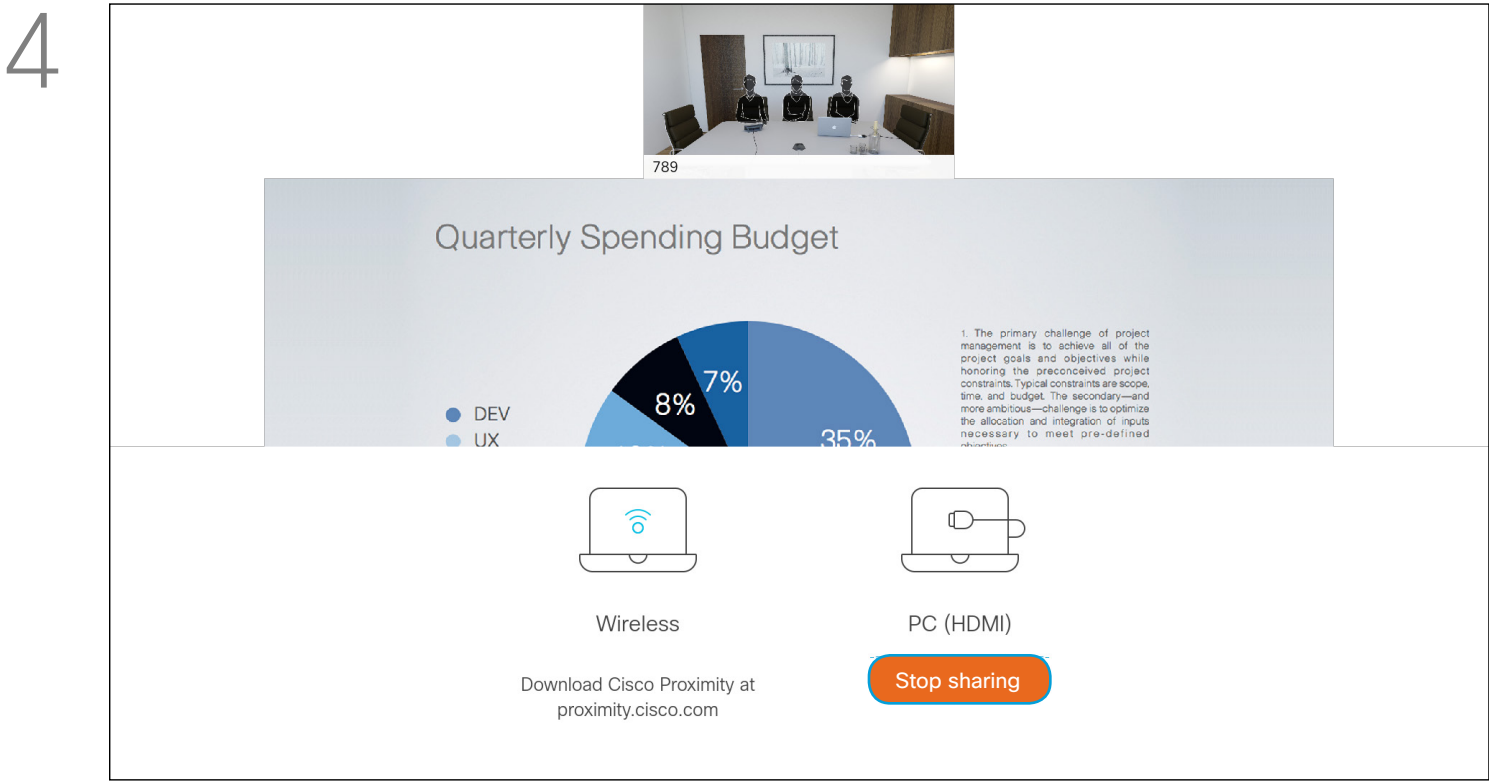 4
789
Quarterly Spending Budget
1. The primary challenge of project
management is to achieve all of the
project goals and objectives while
honoring the preconceived project
constraints. Typical constraints are scope,
time, and budget. The secondary—and
more ambitious—challenge is to optimize
the allocation and integration of inputs
necessary to meet pre-defined
7%
8%
35%
DEV
UX
Wireless
Download Cisco Proximity at
proximity.cisco.com
PC (HDMI)
Stop sharing